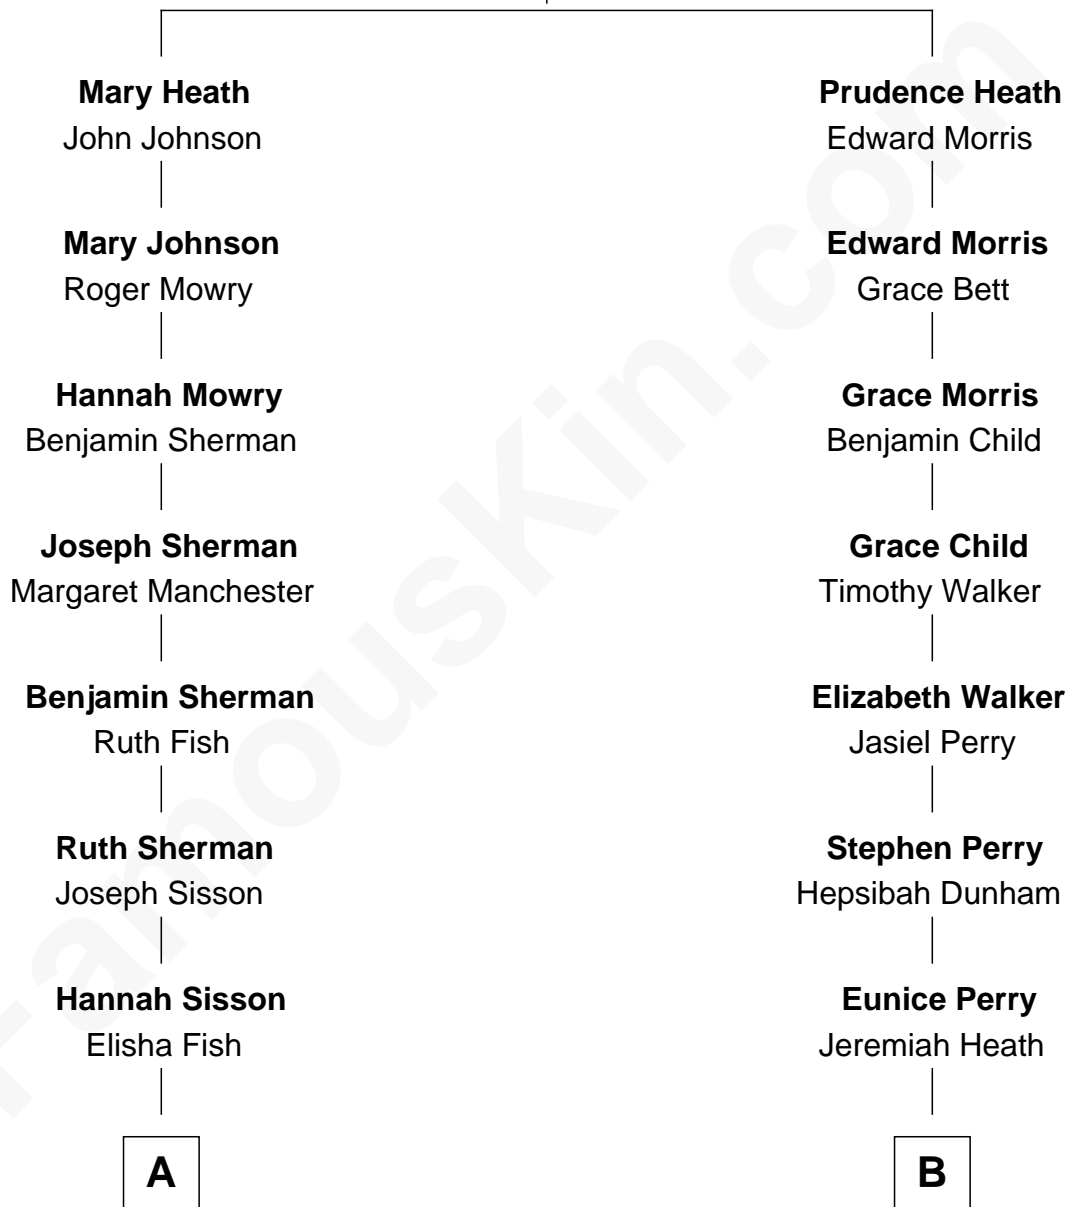 Mary Heath
John Johnson
Mary Johnson
Roger Mowry
Hannah Mowry
Benjamin Sherman
Joseph Sherman
Margaret Manchester
Benjamin Sherman
Ruth Fish
Ruth Sherman
Joseph Sisson
Hannah Sisson
Elisha Fish
A
Prudence Heath
Edward Morris
Edward Morris
Grace Bett
Grace Morris
Benjamin Child
Grace Child
Timothy Walker
Elizabeth Walker
Jasiel Perry
Stephen Perry
Hepsibah Dunham
Eunice Perry
Jeremiah Heath
B
FamousKin.com